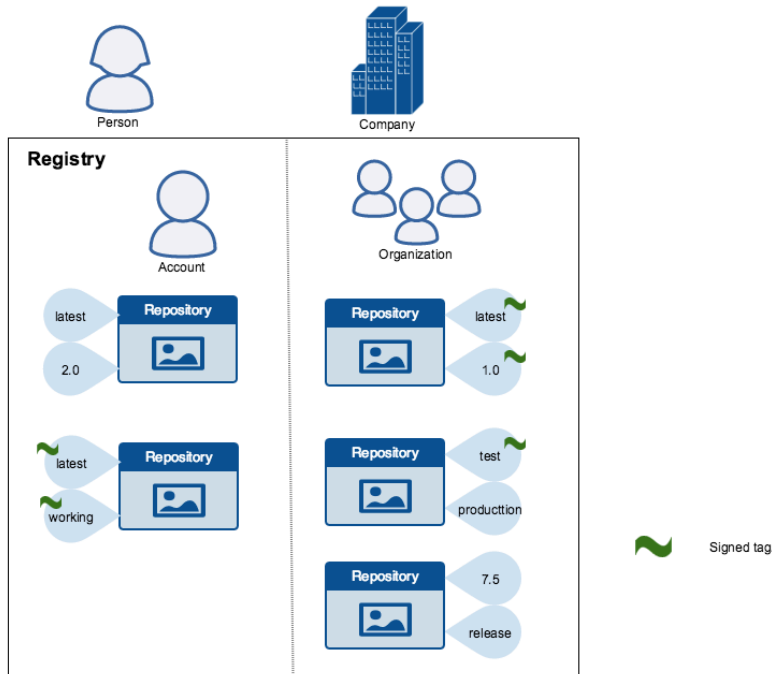 Person
Company
Registry
Account
Organization
latest
Repository
2.0
Repository
latest
1.0
latest
Repository
working
Repository
test
producttion
Repository
7.5
release
Signed tag